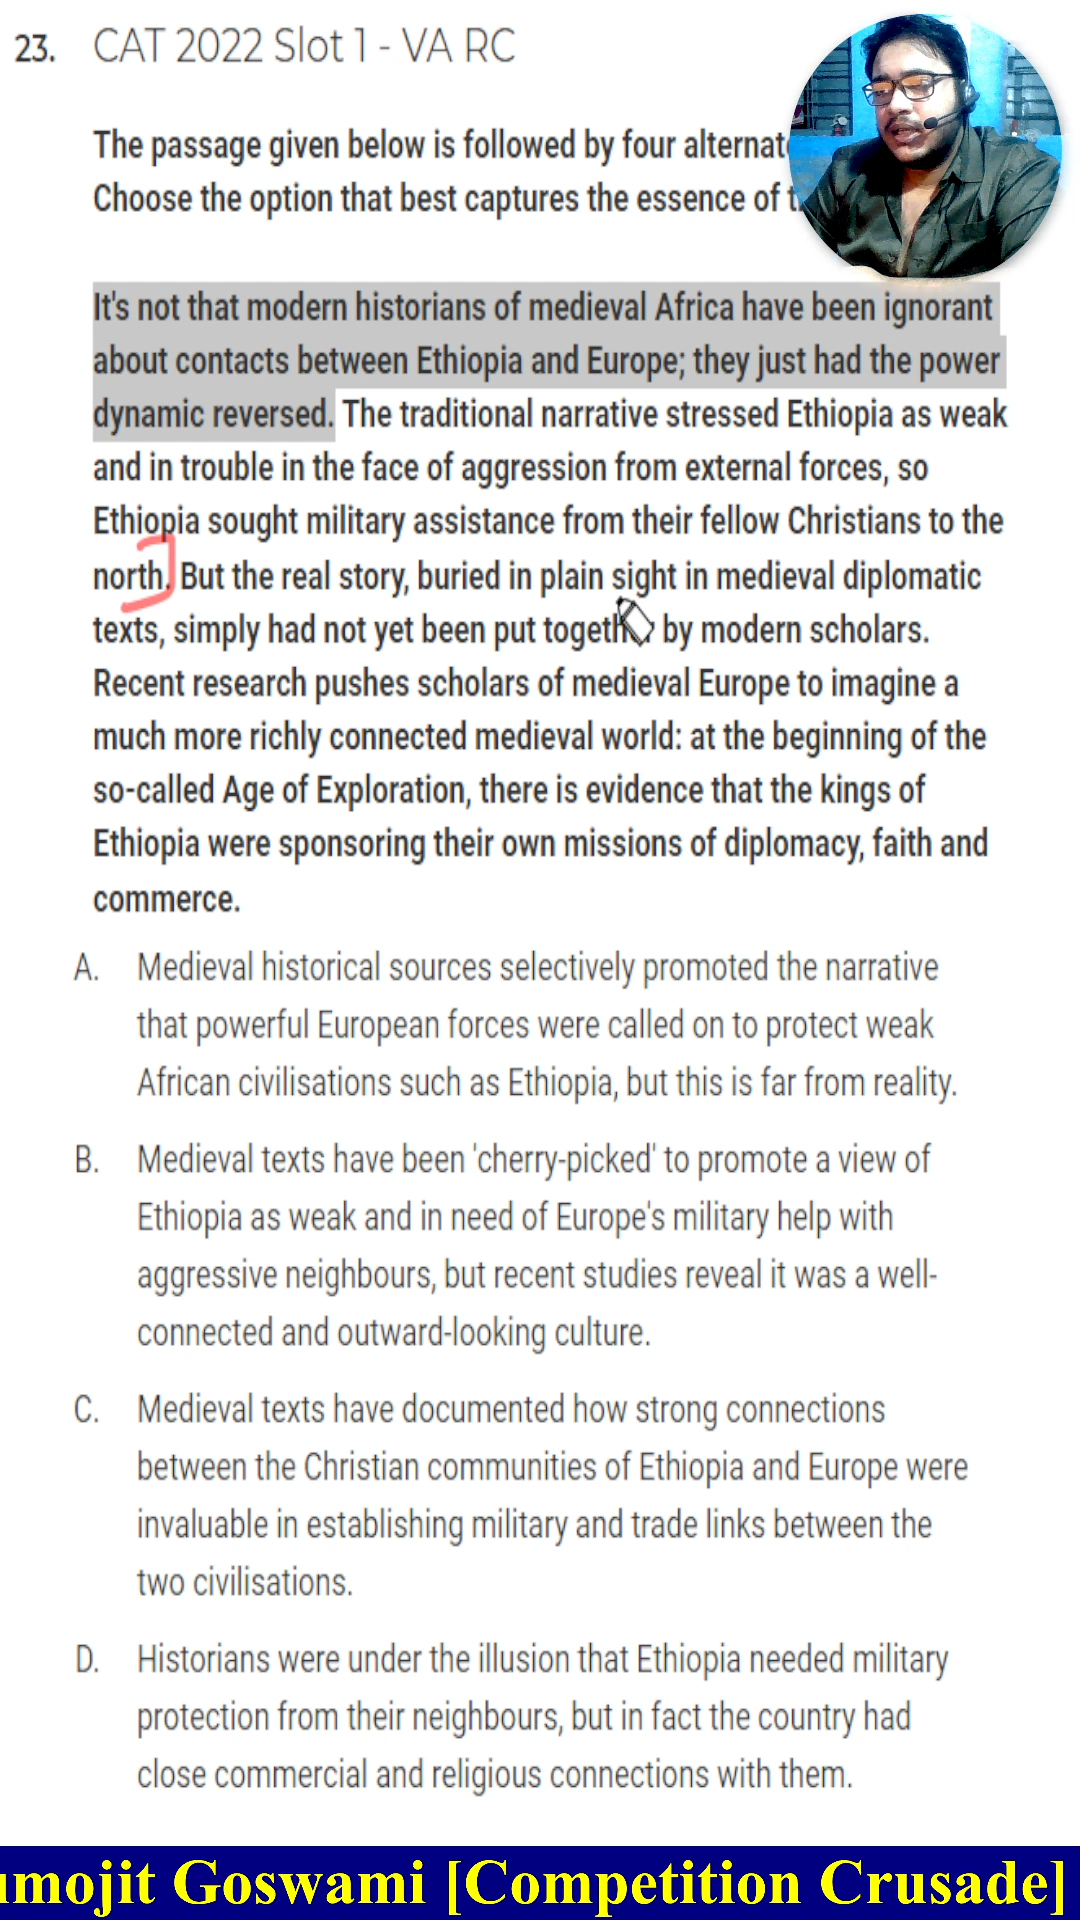 23. CAT 2022 Slot 1 - VA RC
The passage given below is followed by four
Choose the option that best captures the essence of
It's not that modern historians of medieval Africa have been ignorant
about contacts between Ethiopia and Europe; they just had the power
dynamic reversed. The traditional narrative stressed Ethiopia as weak
and in trouble in the face of aggression from external forces, so
Ethiopia sought military assistance from their fellow Christians to the
north. But the real story, buried in plain sight in medieval diplomatic
texts, simply had not yet been put together by modern scholars.
Recent research pushes scholars of medieval Europe to imagine a
much more richly connected medieval world: at the beginning of the
so-called Age of Exploration, there is evidence that the kings of
Ethiopia were sponsoring their own missions of diplomacy, faith and
commerce.
A. Medieval historical sources selectively promoted the narrative
that powerful European forces were called on to protect weak
African civilisations such as Ethiopia, but this is far from reality.
B. Medieval texts have been 'cherry-picked' to promote a view of
Ethiopia as weak and in need of Europe's military help with
aggressive neighbours, but recent studies reveal it was a well-
connected and outward-looking culture.
C. Medieval texts have documented how strong connections
between the Christian communities of Ethiopia and Europe were
invaluable in establishing military and trade links between the
two civilisations.
D. Historians were under the illusion that Ethiopia needed military
protection from their neighbours, but in fact the country had
close commercial and religious connections with them.
umojit Goswami [Competition Crusade]